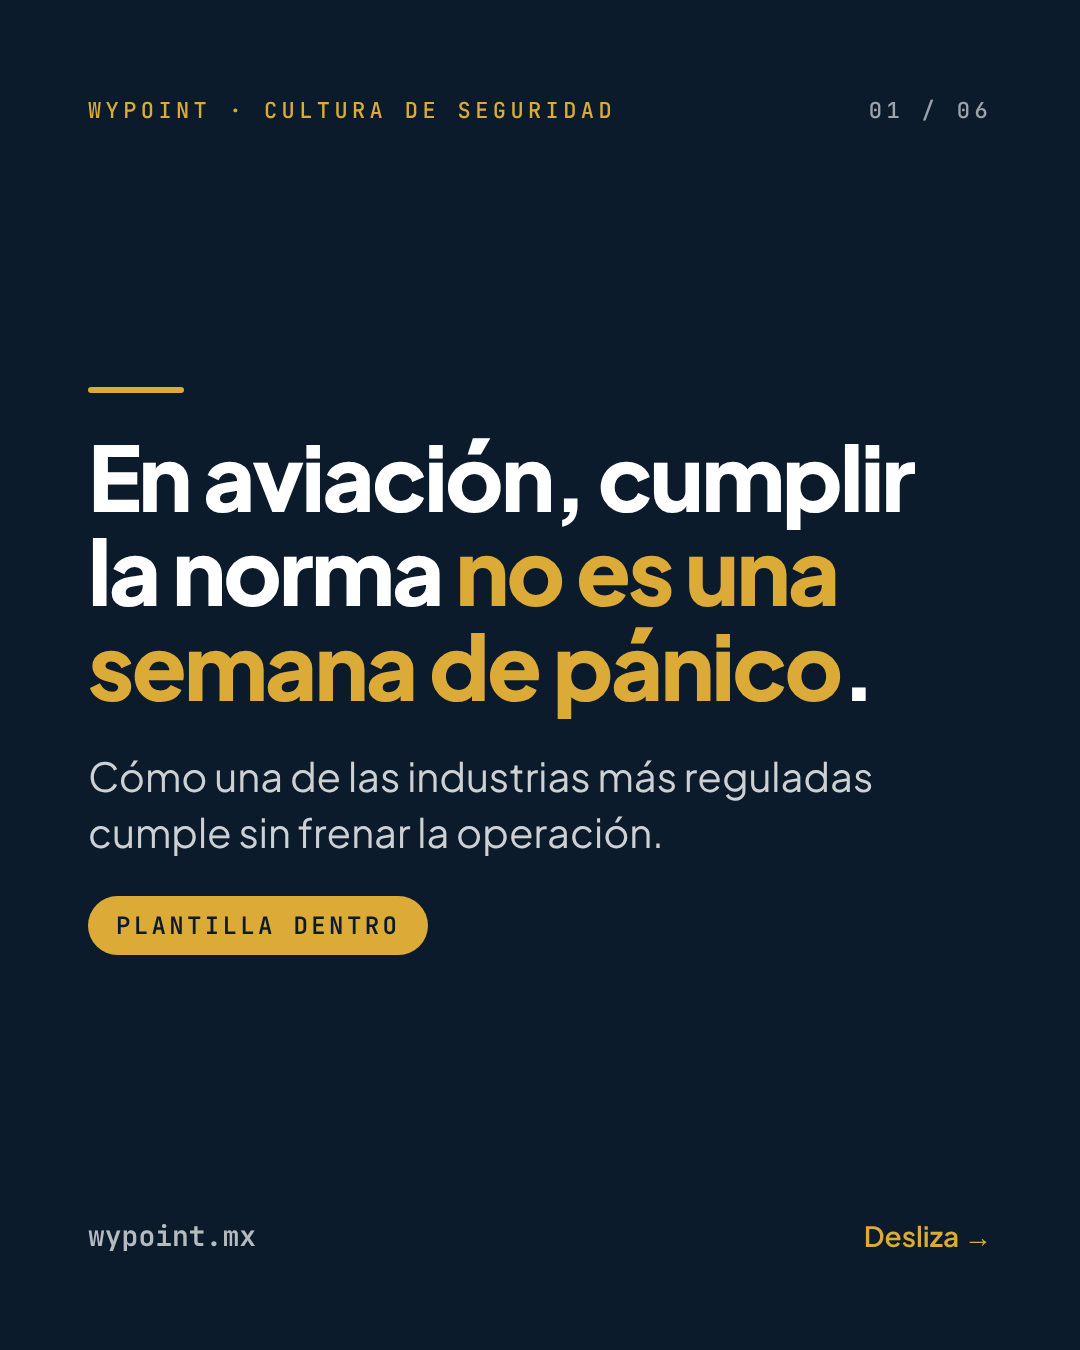 WYPOINT · CULTURA DE SEGURIDAD
01 / 06
En aviación, cumplir
la norma no es una
semana de pánico.
Cómo una de las industrias más reguladas
cumple sin frenar la operación.
PLANTILLA DENTRO
wypoint.mx
Desliza →